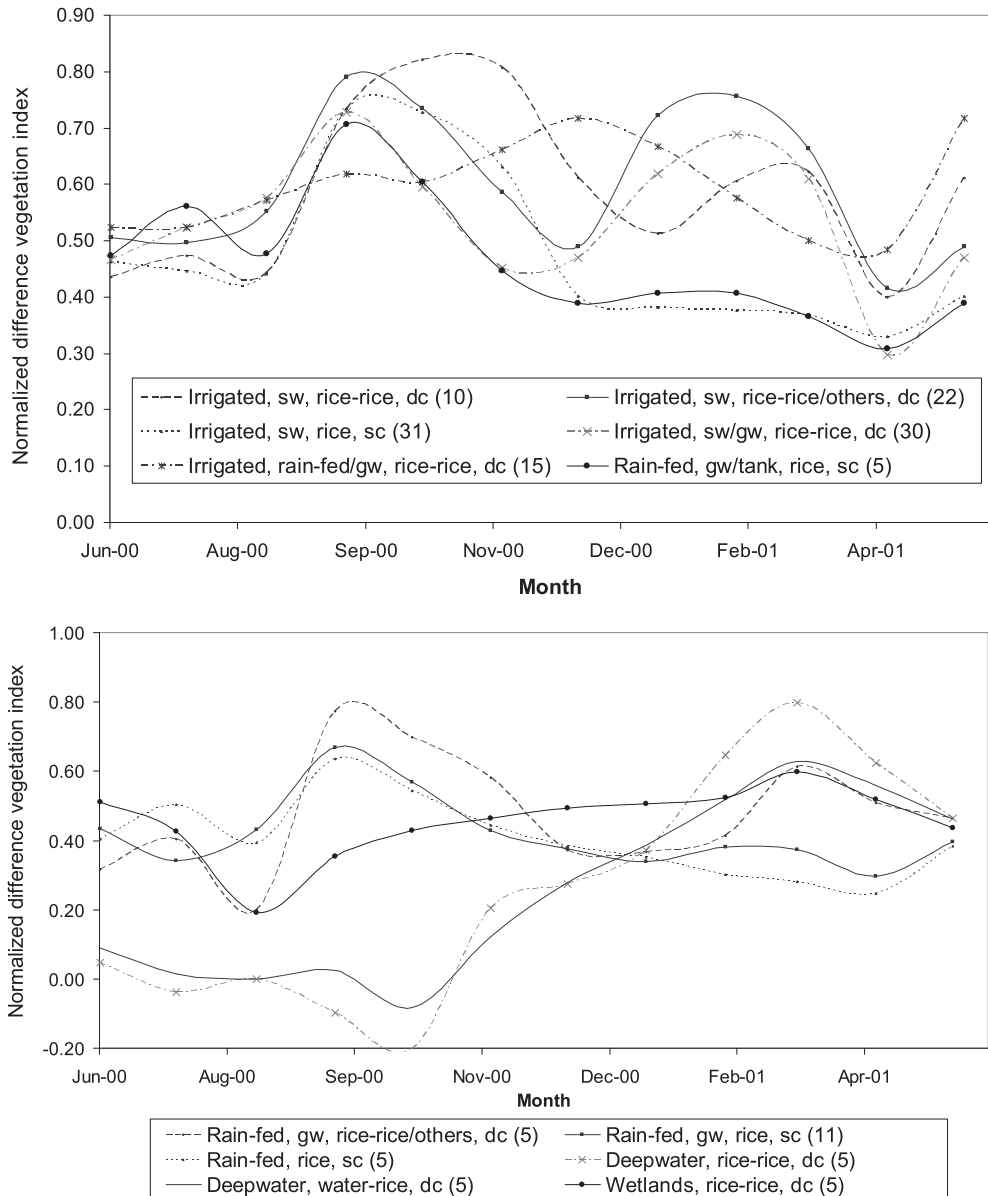 Normalized difference vegetation index
0.90
0.80
0.70
0.60
0.50
0.40
0.30
0.20
0.10
0.00
Irrigated, sw, rice-rice, dc (10)
Irrigated, sw, rice-rice/others, dc (22)
Irrigated, sw, rice, sc (31)
Irrigated, sw/gw, rice-rice, dc (30)
Irrigated, rain-fed/gw, rice-rice, dc (15)
Rain-fed, gw/tank, rice, sc (5)
Jun-00 Aug-00 Sep-00 Nov-00 Dec-00 Feb-01 Apr-01
Month
Normalized difference vegetation index
1.00
0.80
0.60
0.40
0.20
0.00
-0.20
Jun-00 Aug-00 Sep-00 Nov-00 Dec-00 Feb-01 Apr-01
Month
Rain-fed, gw, rice-rice/others, dc (5)
Rain-fed, gw, rice, sc (11)
Rain-fed, rice, sc (5)
Deepwater, rice-rice, dc (5)
Deepwater, water-rice, dc (5)
Wetlands, rice-rice, dc (5)